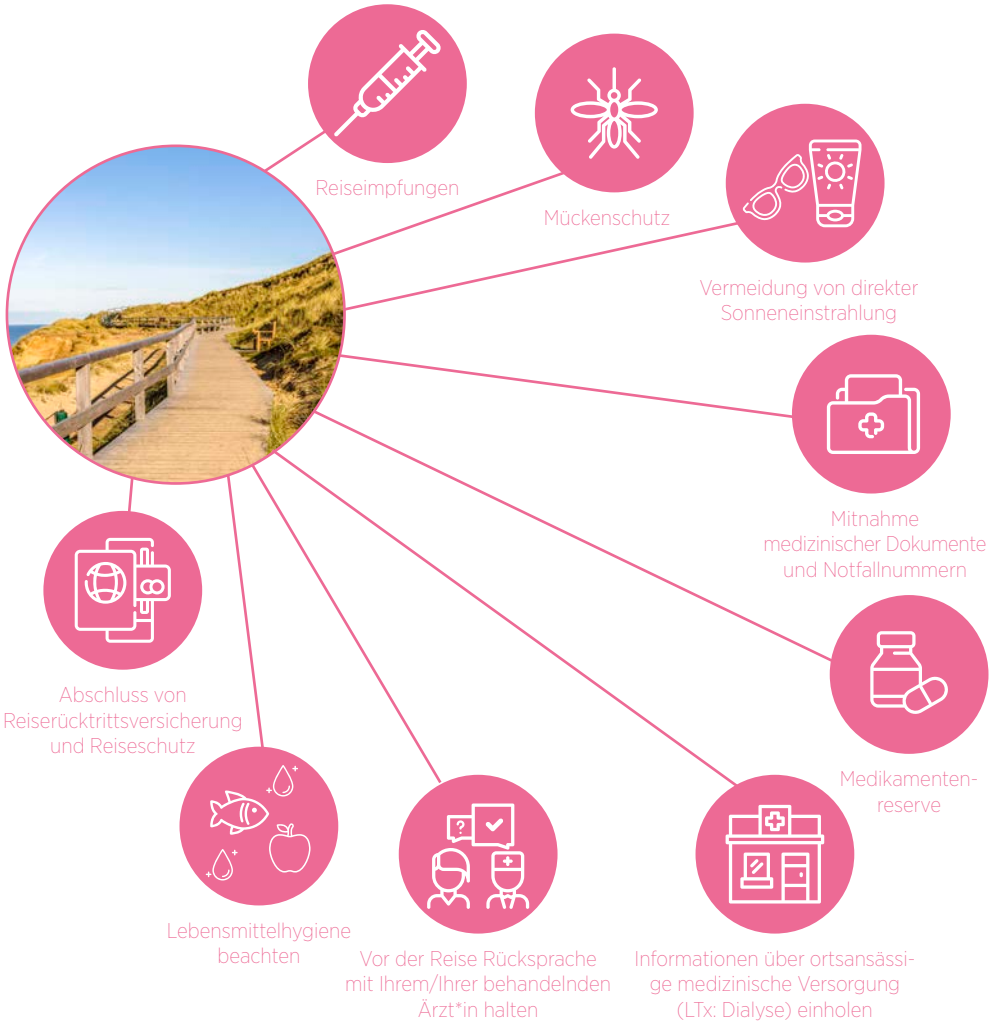 Reiseimpfungen
Mückenschutz
Vermeidung von direkter
Sonneneinstrahlung
Mitnahme
medizinischer Dokumente
und Notfallnummern
Medikamenten-
reserve
Informationen über ortsansässi-
ge medizinische Versorgung
(LTx: Dialyse) einholen
Vor der Reise Rücksprache
mit Ihrem/Ihrer behandelnden
Ärzt*in halten
Lebensmittelhygiene
beachten
Abschluss von
Reiserücktrittsversicherung
und Reiseschutz